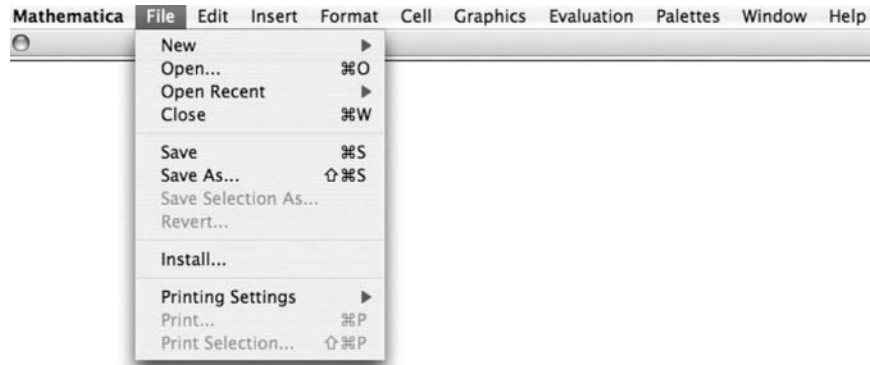 Mathematica File Edit Insert Format Cell Graphics Evaluation Palettes Window Help
New
Open... ⌘O
Open Recent
Close ⌘W
Save ⌘S
Save As... ⇧⌘S
Save Selection As...
Revert...
Install...
Printing Settings
Print... ⌘P
Print Selection... ⇧⌘P